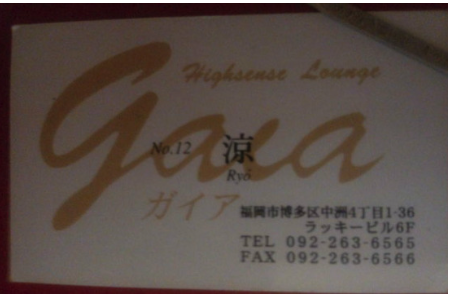 Highsense Lounge
Gaia
No.12 涼
Ryō
ガイア
福岡市博多区中洲4丁目1-36
ラッキービル6F
TEL 092-263-6565
FAX 092-263-6566